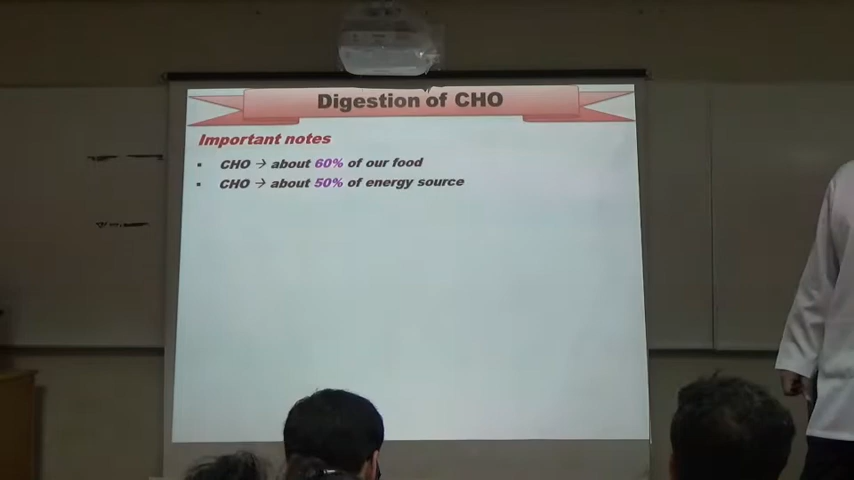 Digestion of CHO
Important notes
▪ CHO → about 60% of our food
▪ CHO → about 50% of energy source